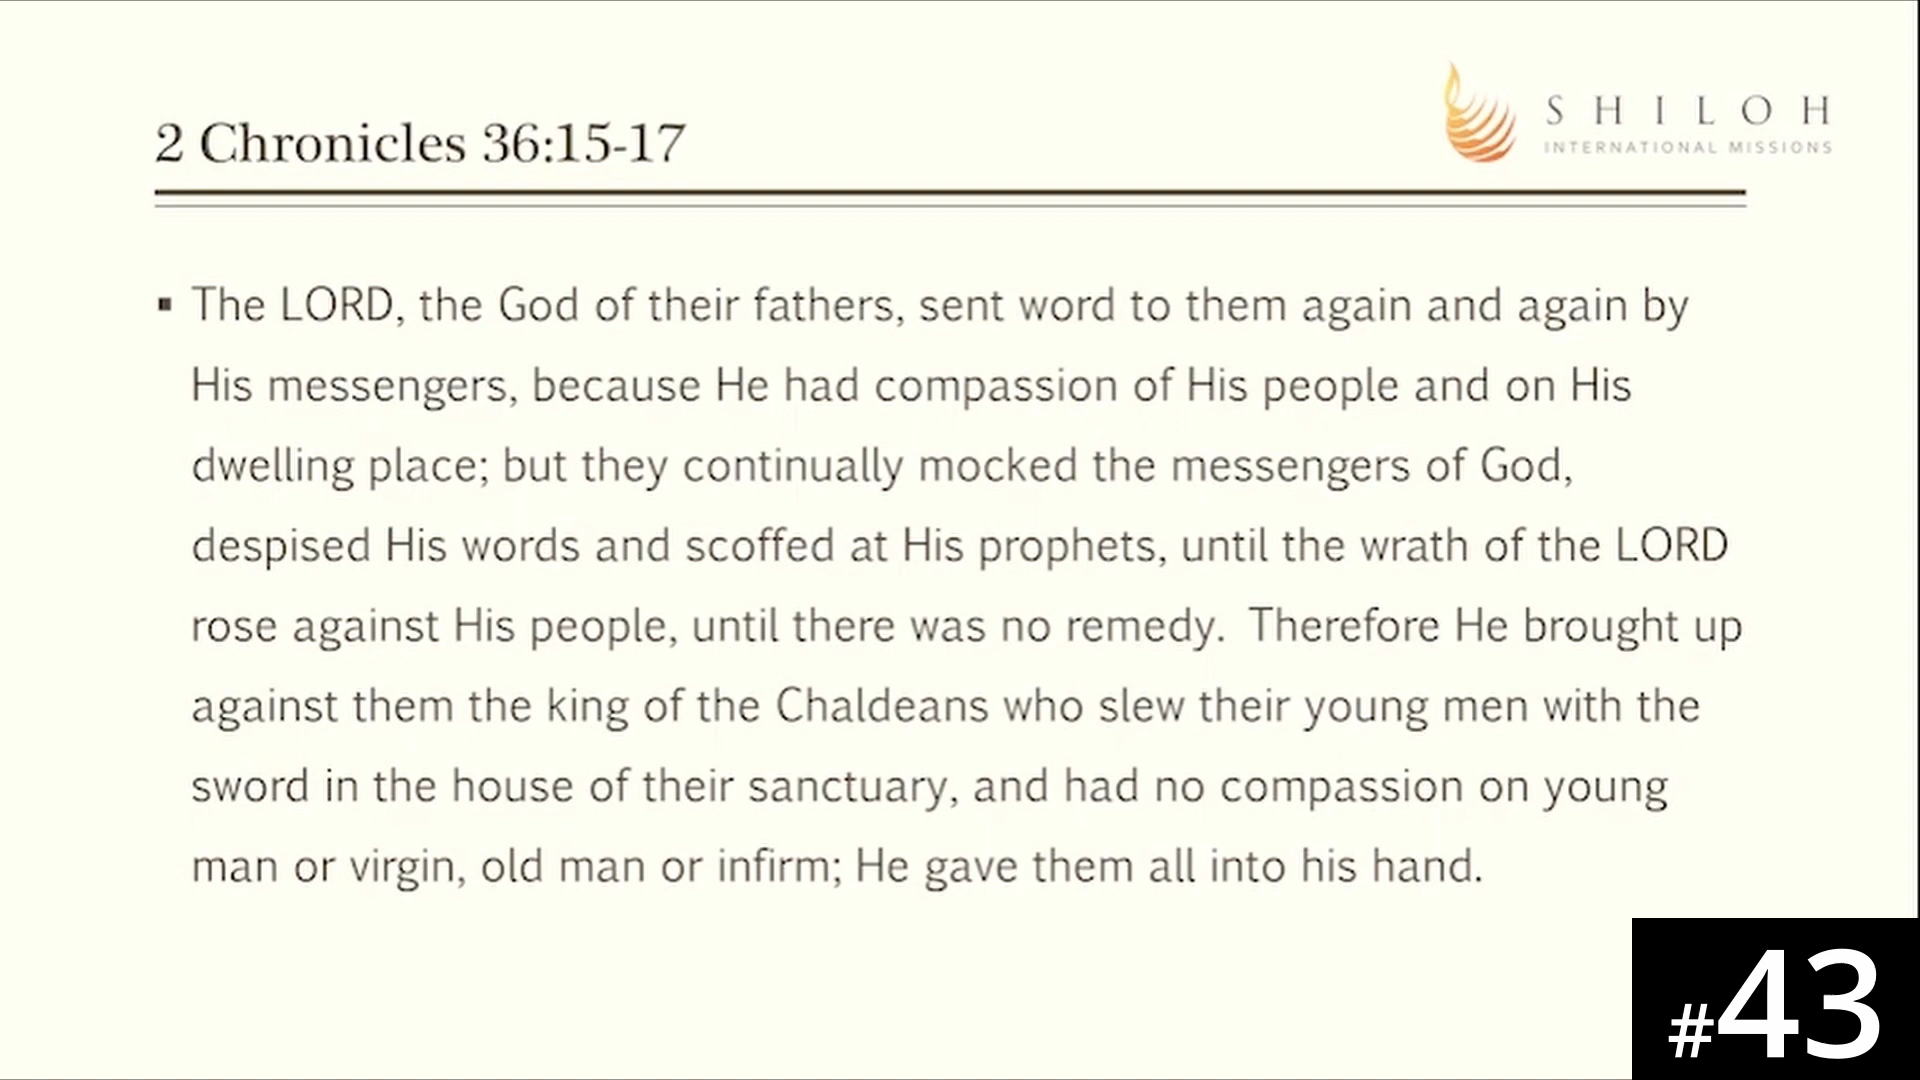 2 Chronicles 36:15-17
SHILOH
INTERNATIONAL MISSIONS
▪ The LORD, the God of their fathers, sent word to them again and again by
His messengers, because He had compassion of His people and on His
dwelling place; but they continually mocked the messengers of God,
despised His words and scoffed at His prophets, until the wrath of the LORD
rose against His people, until there was no remedy.  Therefore He brought up
against them the king of the Chaldeans who slew their young men with the
sword in the house of their sanctuary, and had no compassion on young
man or virgin, old man or infirm; He gave them all into his hand.
#43